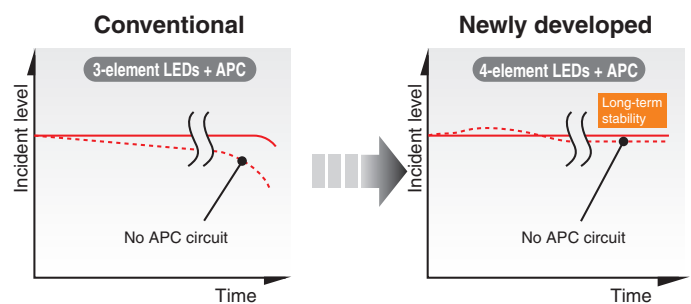 Conventional
3-element LEDs + APC
Incident level
No APC circuit
Time
Newly developed
4-element LEDs + APC
Long-term
stability
Incident level
No APC circuit
Time